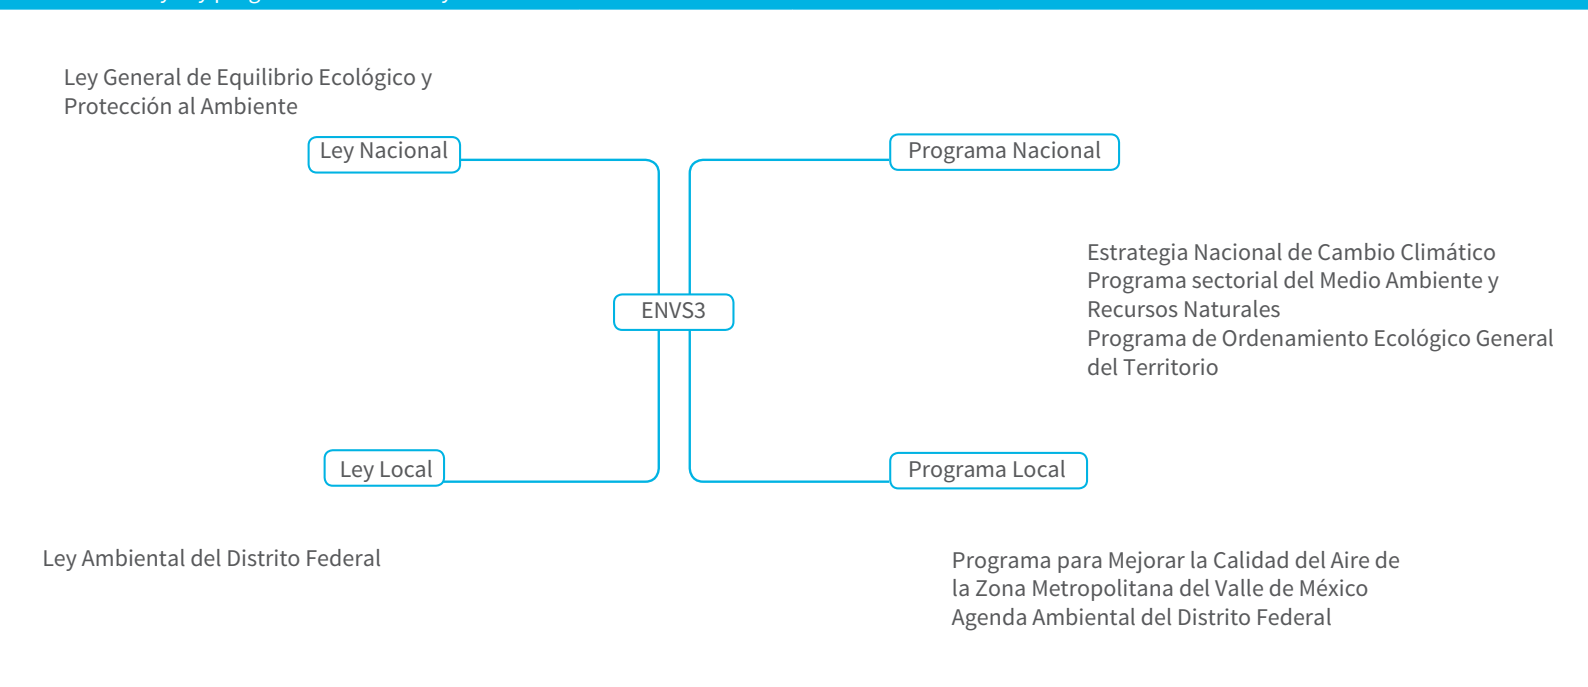 Ley General de Equilibrio Ecológico y
Protección al Ambiente
Ley Nacional
Programa Nacional
Estrategia Nacional de Cambio Climático
Programa sectorial del Medio Ambiente y
Recursos Naturales
Programa de Ordenamiento Ecológico General
del Territorio
ENVS3
Ley Local
Programa Local
Ley Ambiental del Distrito Federal
Programa para Mejorar la Calidad del Aire de
la Zona Metropolitana del Valle de México
Agenda Ambiental del Distrito Federal